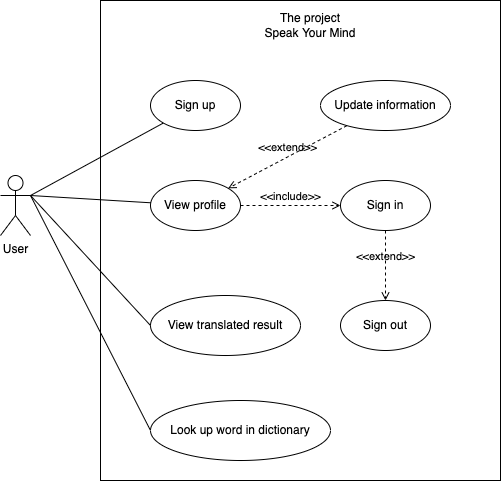 The project
Speak Your Mind
Sign up
Update information
<<extend>>
View profile
<<include>>
Sign in
User
<<extend>>
View translated result
Sign out
Look up word in dictionary